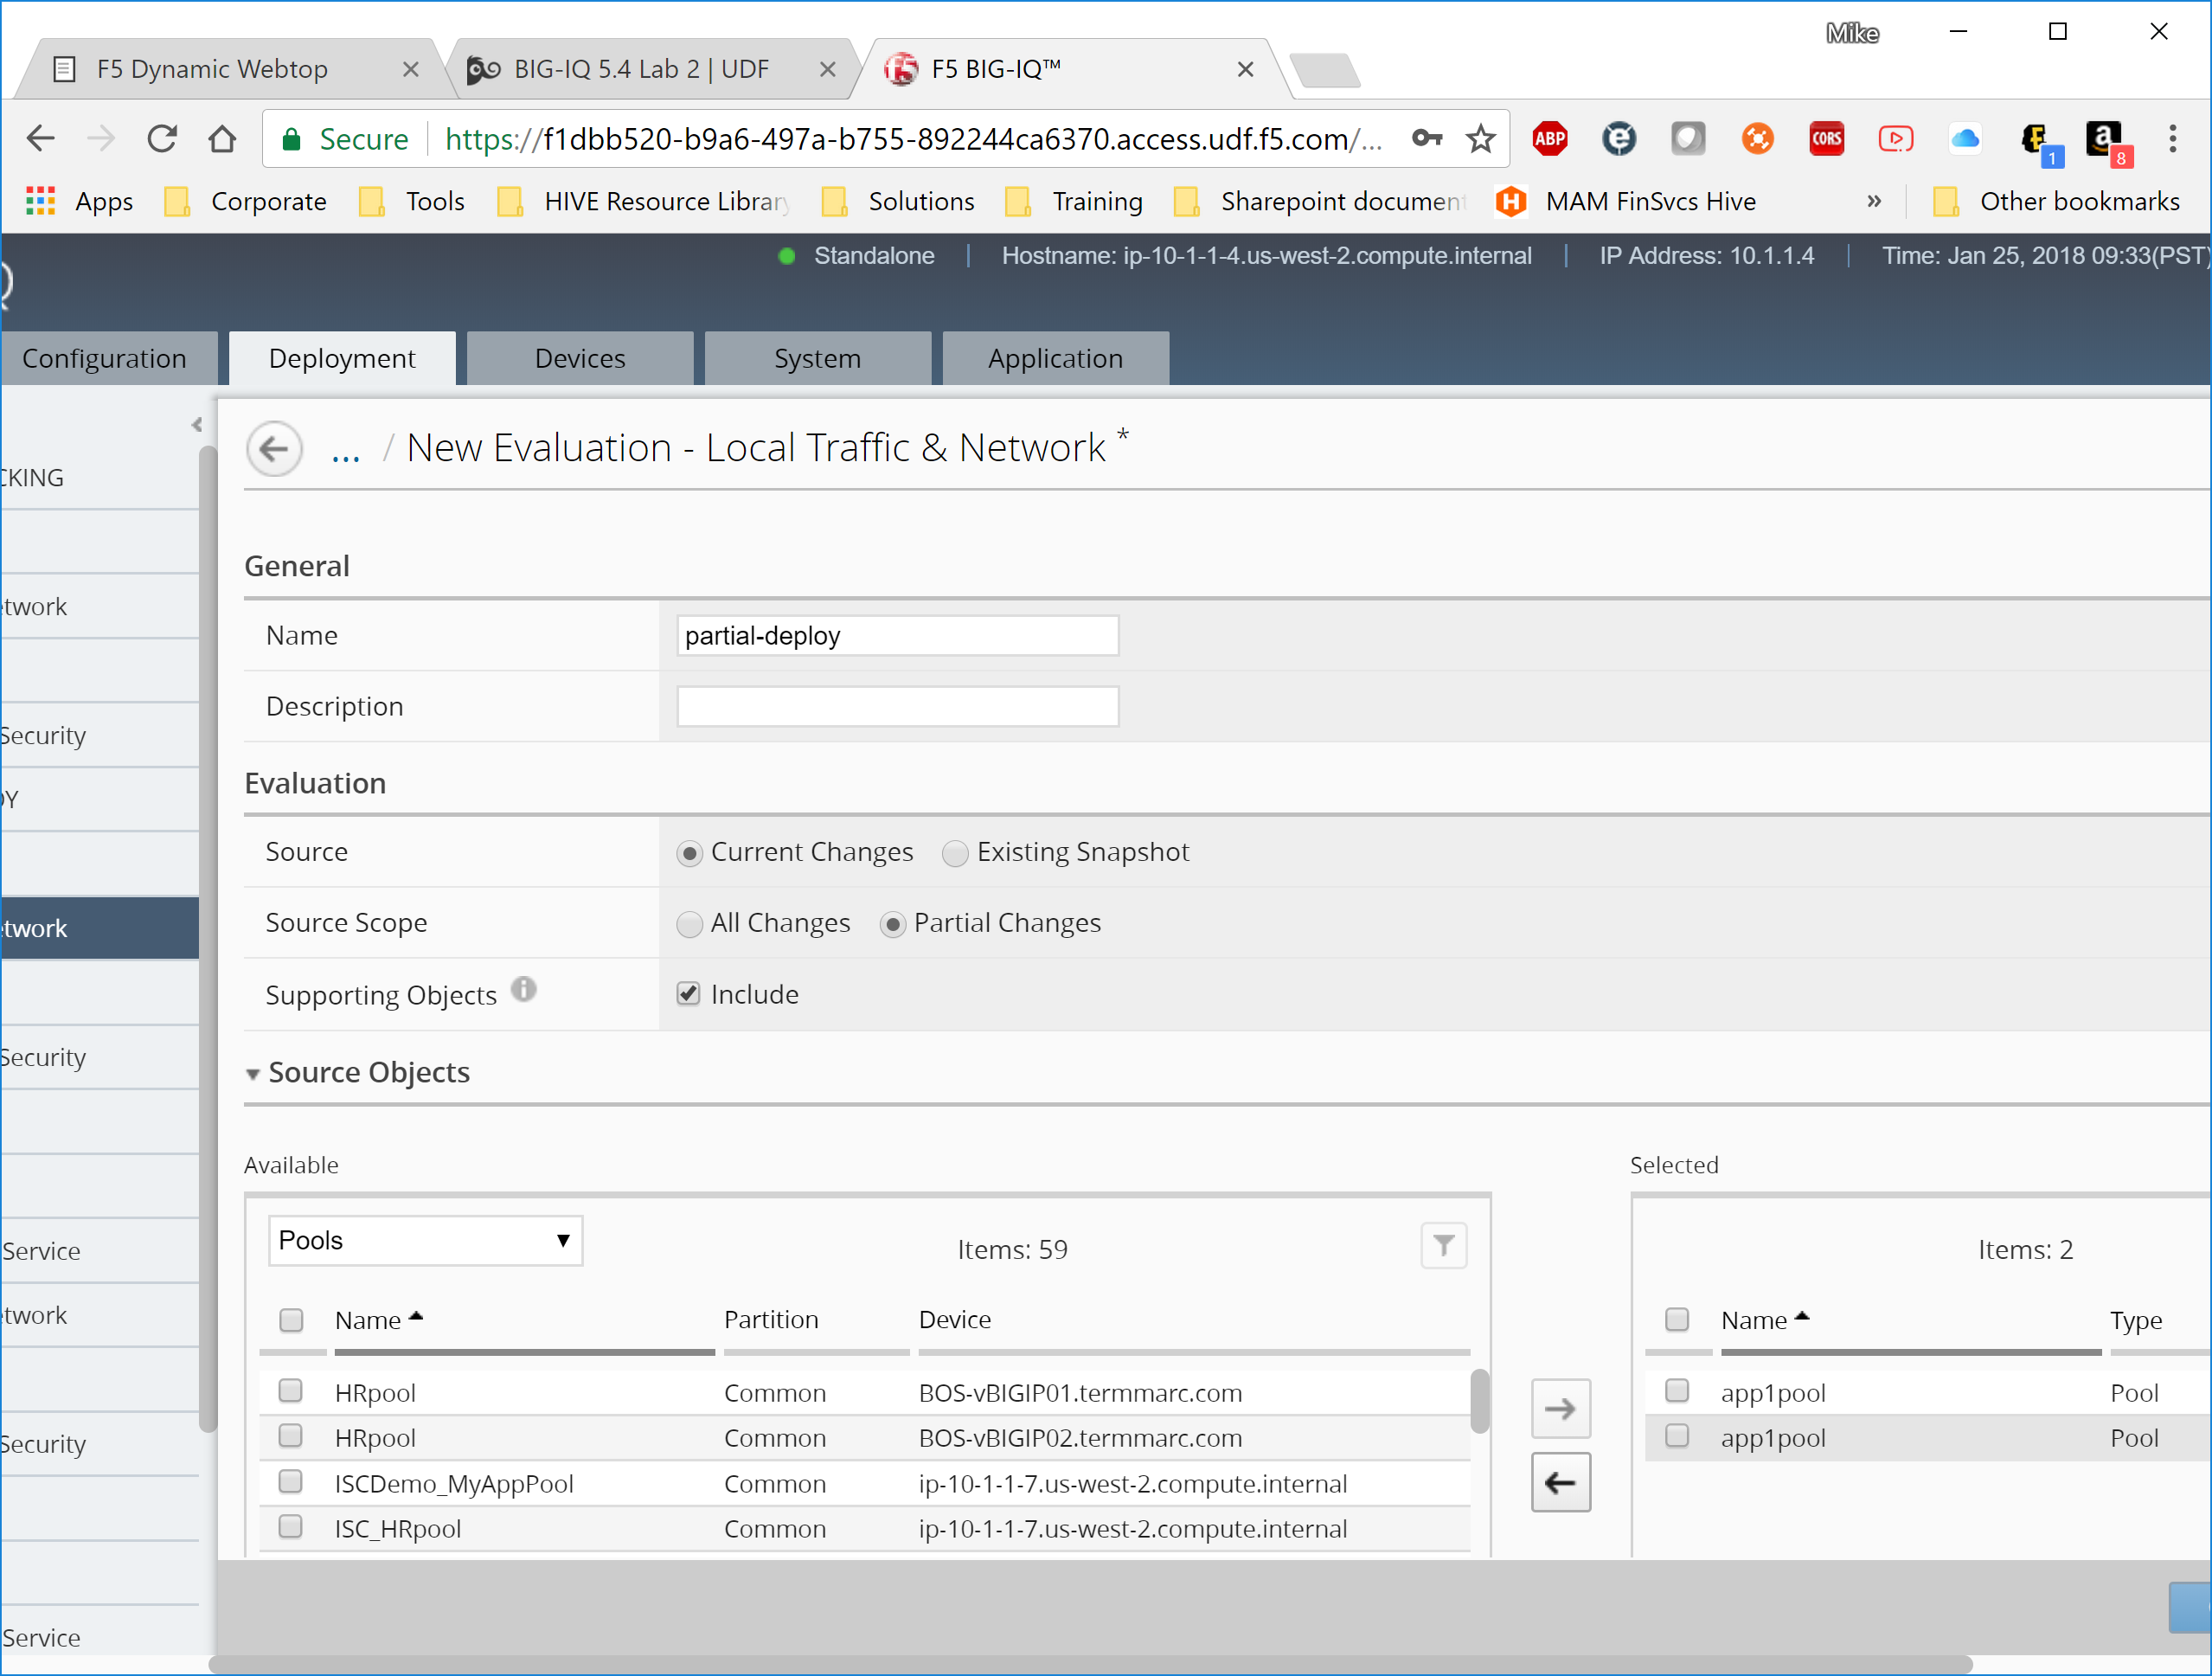 Mike
F5 Dynamic Webtop
BIG-IQ 5.4 Lab 2 | UDF
F5 BIG-IQ™
Secure
https://f1dbb520-b9a6-497a-b755-892244ca6370.access.udf.f5.com/...
ABP
CORS
1
a
8
Apps
Corporate
Tools
HIVE Resource Library
Solutions
Training
Sharepoint document
MAM FinSvcs Hive
»
Other bookmarks
Standalone | Hostname: ip-10-1-1-4.us-west-2.compute.internal | IP Address: 10.1.1.4 | Time: Jan 25, 2018 09:33(PST)
Configuration
Deployment
Devices
System
Application
CKING
etwork
Security
OY
etwork
Security
Service
etwork
Security
Service
... / New Evaluation - Local Traffic & Network *
General
Name
partial-deploy
Description
Evaluation
Source
Current Changes
Existing Snapshot
Source Scope
All Changes
Partial Changes
Supporting Objects
Include
Source Objects
Available
Pools
Items: 59
Name Partition Device
HRpool Common BOS-vBIGIP01.termmarc.com
HRpool Common BOS-vBIGIP02.termmarc.com
ISCDemo_MyAppPool Common ip-10-1-1-7.us-west-2.compute.internal
ISC_HRpool Common ip-10-1-1-7.us-west-2.compute.internal
Selected
Items: 2
Name Type
app1pool Pool
app1pool Pool